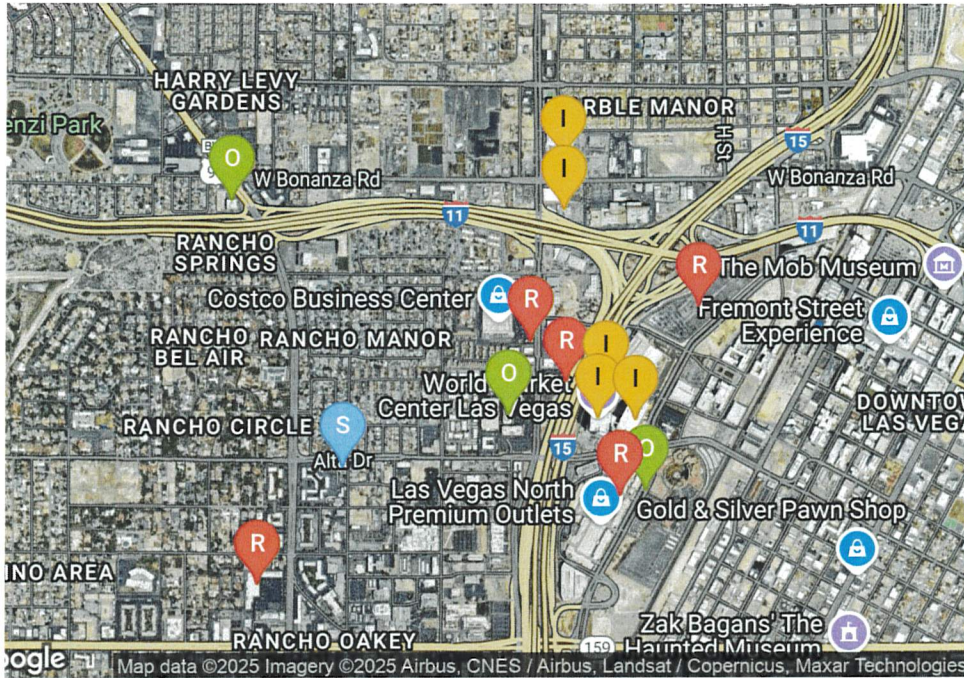 HARRY LEVY
GARDENS
RBLE MANOR
enzi Park
H St
15
O
I
I
W Bonanza Rd
W Bonanza Rd
11
11
RANCHO
SPRINGS
R
The Mob Museum
Costco Business Center
R
Fremont Street
Experience
RANCHO
BEL AIR
RANCHO MANOR
R
I
O
I
I
World Market
Center Las Vegas
DOWNTOW
LAS VEGA
RANCHO CIRCLE
S
Alta Dr
15
R
O
Las Vegas North
Premium Outlets
Gold & Silver Pawn Shop
R
INO AREA
RANCHO OAKEY
159
Zak Bagans' The
Haunted Museum
oogle
Map data ©2025 Imagery ©2025 Airbus, CNES / Airbus, Landsat / Copernicus, Maxar Technologies